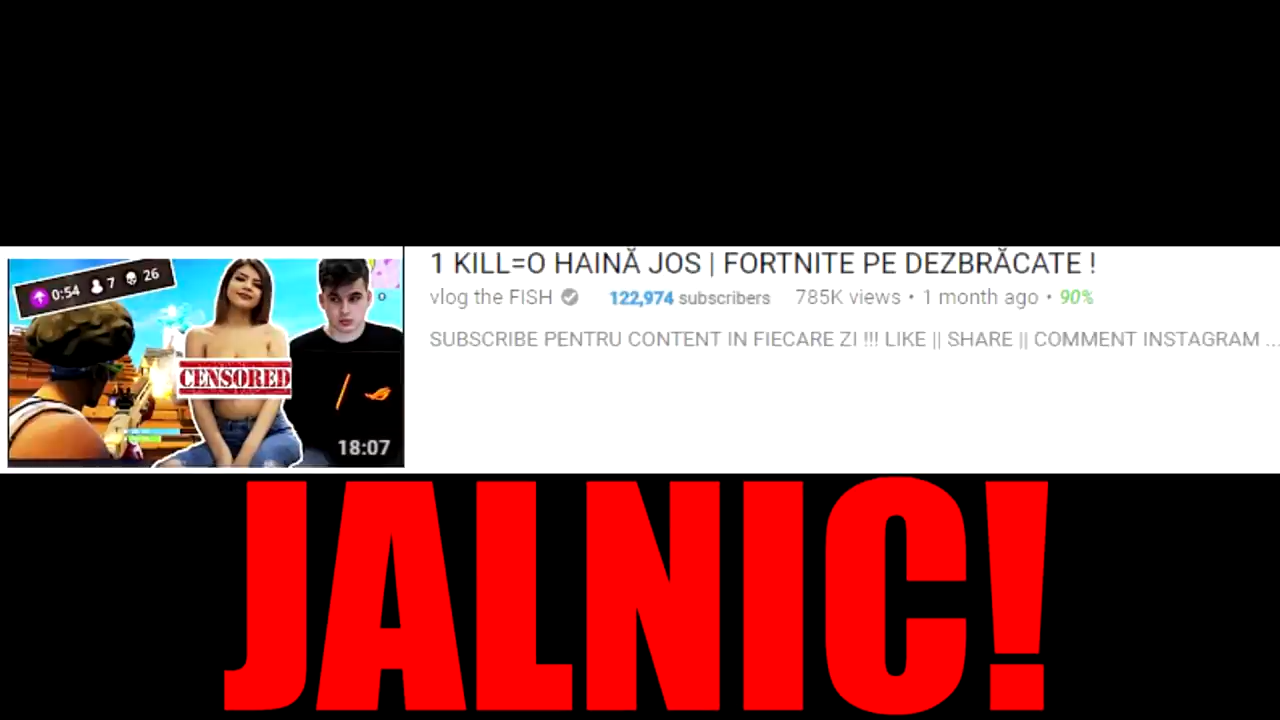 0:54 7 26
CENSORED
18:07
1 KILL=O HAINĂ JOS | FORTNITE PE DEZBRĂCATE !
vlog the FISH 122,974 subscribers 785K views • 1 month ago • 90%
SUBSCRIBE PENTRU CONTENT IN FIECARE ZI !!! LIKE || SHARE || COMMENT INSTAGRAM ...
JALNIC!